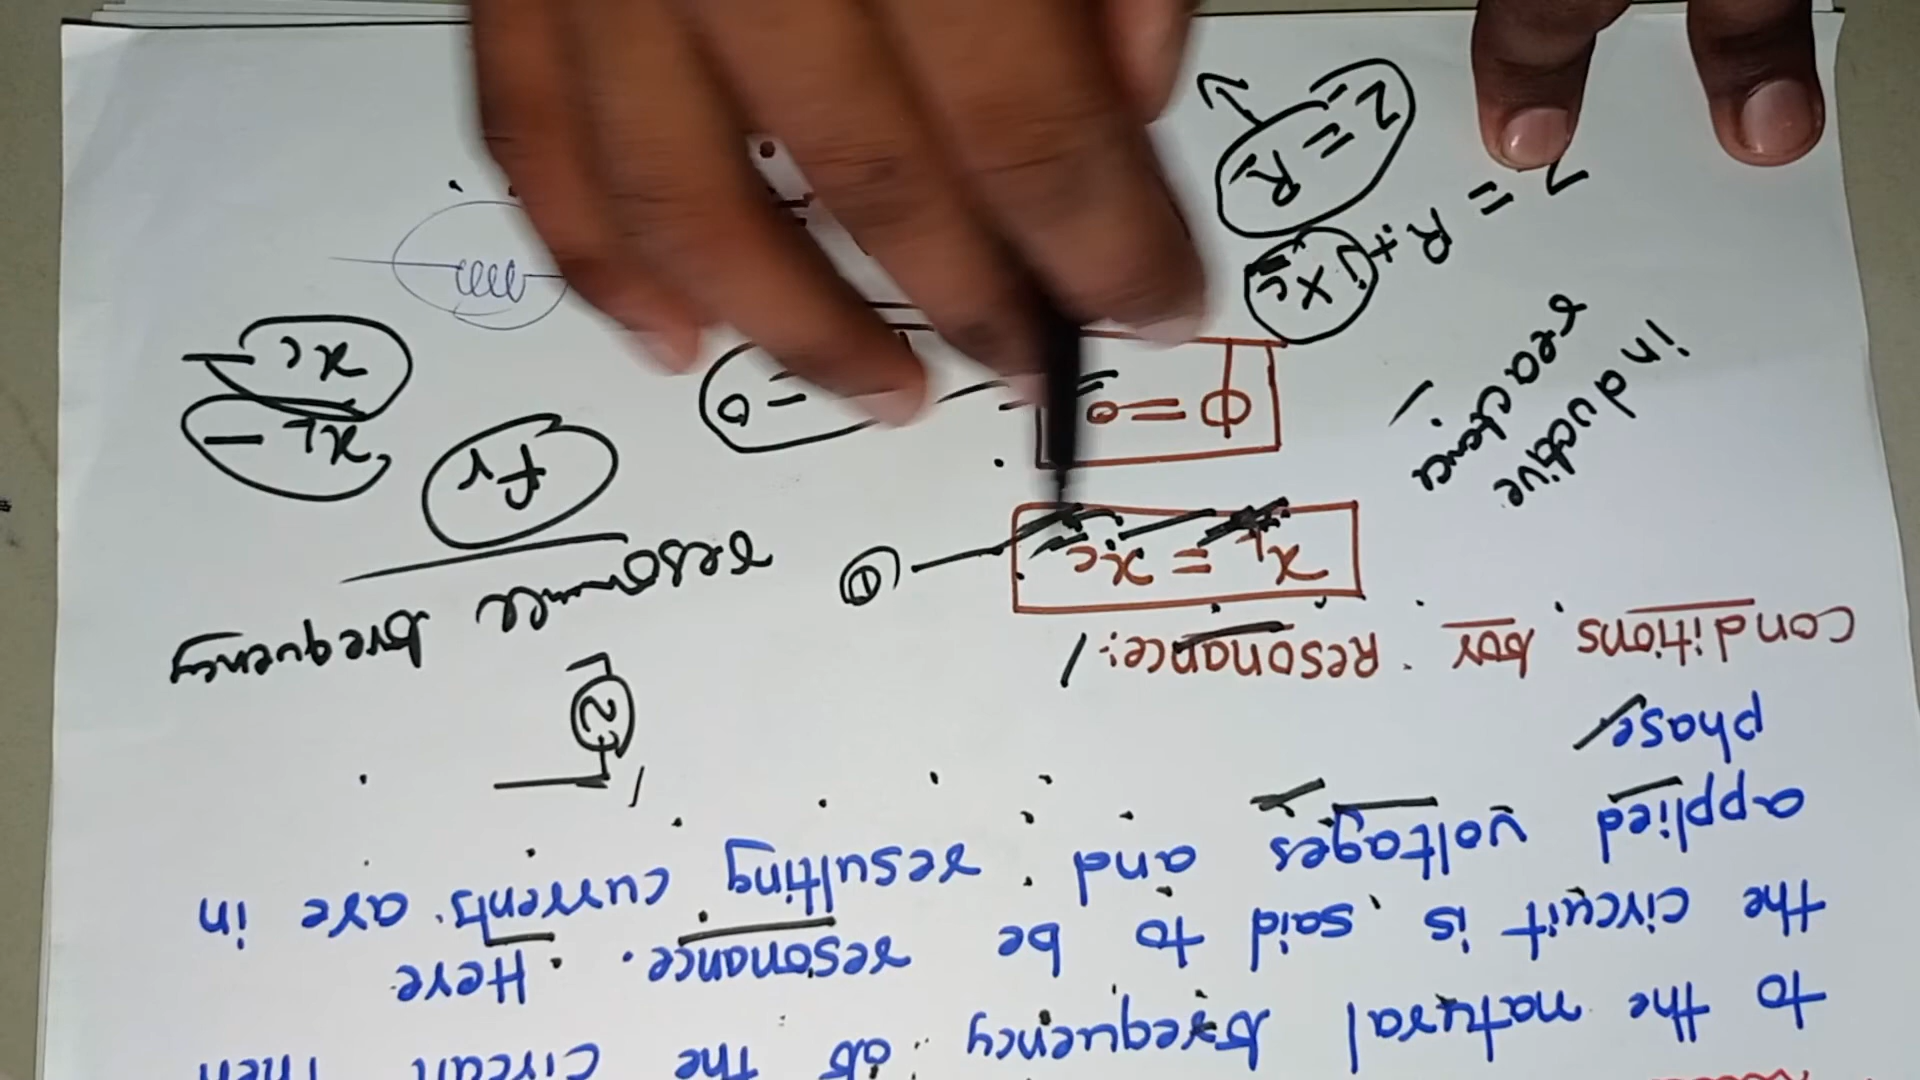 to the natural frequency of the circuit then
the circuit is said to be resonance. Here
applied voltages and resulting currents are in
phase
conditions for Resonance:
XL = XC
①
resonance frequency
Fr
ϕ = 0
= 0
XL –
XC –
inductive
reactance
Z = R + jXL
Z = R